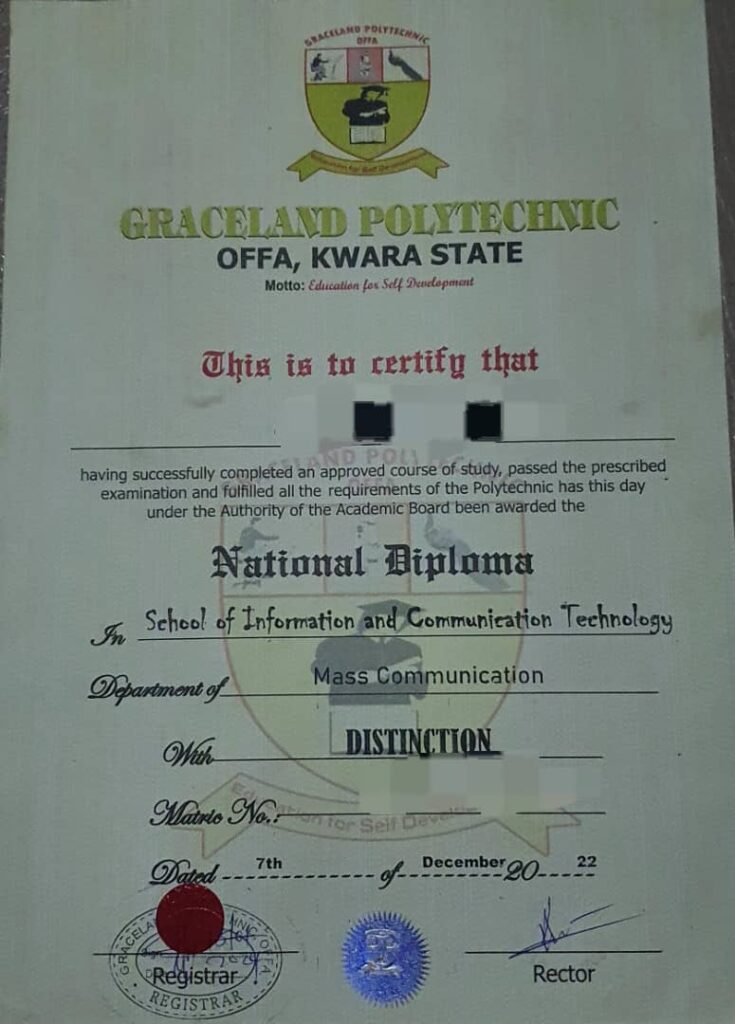 GRACELAND POLYTECHNIC
OFFA
GRACELAND POLYTECHNIC
OFFA, KWARA STATE
Motto: Education for Self Development
This is to certify that
having successfully completed an approved course of study, passed the prescribed
examination and fulfilled all the requirements of the Polytechnic has this day
under the Authority of the Academic Board been awarded the
National Diploma
In School of Information and Communication Technology
Department of Mass Communication
With DISTINCTION
Matric No.:
Dated 7th of December 20 22
Registrar
REGISTRAR
Rector